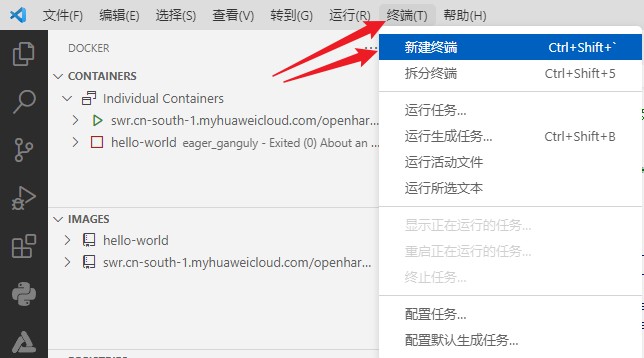 文件(F) 编辑(E) 选择(S) 查看(V) 转到(G) 运行(R) 终端(T) 帮助(H)
DOCKER
CONTAINERS
Individual Containers
swr.cn-south-1.myhuaweicloud.com/openhar...
hello-world eager_ganguly - Exited (0) About an ...
IMAGES
hello-world
swr.cn-south-1.myhuaweicloud.com/openhar...
新建终端 Ctrl+Shift+`
拆分终端 Ctrl+Shift+5
运行任务...
运行生成任务... Ctrl+Shift+B
运行活动文件
运行所选文本
显示正在运行的任务...
重启正在运行的任务...
终止任务...
配置任务...
配置默认生成任务...